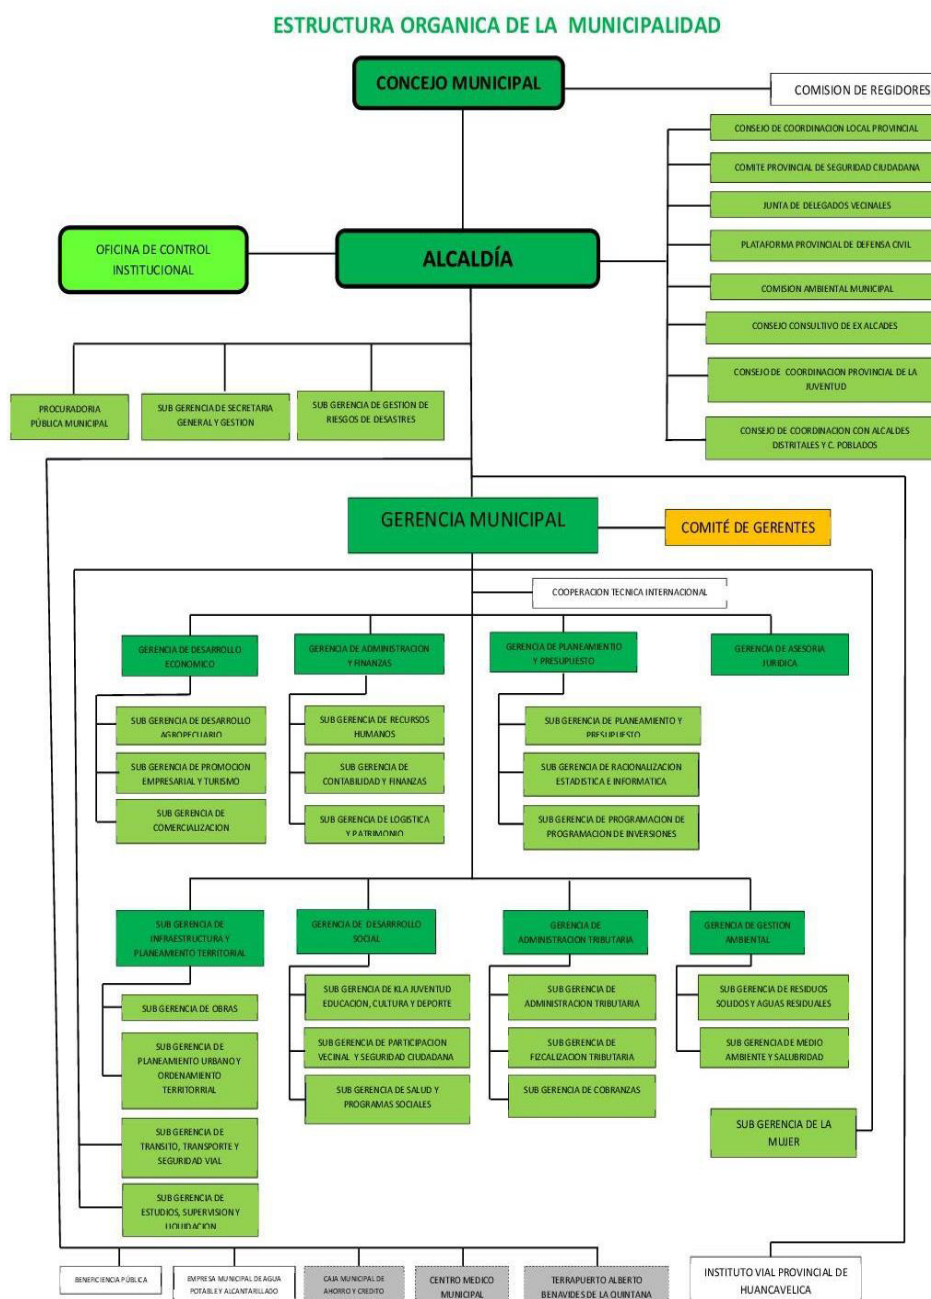 ESTRUCTURA ORGANICA DE LA MUNICIPALIDAD
CONCEJO MUNICIPAL
COMISION DE REGIDORES
CONSEJO DE COORDINACION LOCAL PROVINCIAL
COMITE PROVINCIAL DE SEGURIDAD CIUDADANA
JUNTA DE DELEGADOS VECINALES
PLATAFORMA PROVINCIAL DE DEFENSA CIVIL
COMISION AMBIENTAL MUNICIPAL
CONSEJO CONSULTIVO DE EX ALCADES
CONSEJO DE COORDINACION PROVINCIAL DE LA
JUVENTUD
CONSEJO DE COORDINACION CON ALCALDES
DISTRITALES Y C. POBLADOS
OFICINA DE CONTROL
INSTITUCIONAL
ALCALDÍA
PROCURADORIA
PÚBLICA MUNICIPAL
SUB GERENCIA DE SECRETARIA
GENERAL Y GESTION
SUB GERENCIA DE GESTION DE
RIESGOS DE DESASTRES
GERENCIA MUNICIPAL
COMITÉ DE GERENTES
COOPERACION TECNICA INTERNACIONAL
GERENCIA DE DESARROLLO
ECONOMICO
GERENCIA DE ADMINISTRACION
Y FINANZAS
GERENCIA DE PLANEAMIENTIO
Y PRESUPUESTO
GERENCIA DE ASESORIA
JURIDICA
SUB GERENCIA DE DESARROLLO
AGROPECUARIO
SUB GERENCIA DE PROMOCION
EMPRESARIAL Y TURISMO
SUB GERENCIA DE
COMERCIALIZACION
SUB GERENCIA DE RECURSOS
HUMANOS
SUB GERENCIA DE
CONTABILIDAD Y FINANZAS
SUB GERENCIA DE LOGISTICA
Y PATRIMONIO
SUB GERENCIA DE PLANEAMIENTO Y
PRESUPUESTO
SUB GERENCIA DE RACIONALIZACION
ESTADISTICA E INFORMATICA
SUB GERENCIA DE PROGRAMACION DE
PROGRAMACION DE INVERSIONES
SUB GERENCIA DE
INFRAESTRUCTURA Y
PLANEAMIENTO TERRITORIAL
GERENCIA DE DESARRROLLO
SOCIAL
GERENCIA DE
ADMINISTRACION TRIBUTARIA
GERENCIA DE GESTION
AMBIENTAL
SUB GERENCIA DE OBRAS
SUB GERENCIA DE
PLANEAMIENTO URBANO Y
ORDENAMIENTO
TERRITORRIAL
SUB GERENCIA DE
TRANSITO, TRANSPORTE Y
SEGURIDAD VIAL
SUB GERENCIA DE
ESTUDIOS, SUPERVISION Y
LIQUIDACION
SUB GERENCIA DE KLA JUVENTUD
EDUCACION, CULTURA Y DEPORTE
SUB GERENCIA DE PARTICIPACION
VECINAL Y SEGURIDAD CIUDADANA
SUB GERENCIA DE SALUD Y
PROGRAMAS SOCIALES
SUB GERENCIA DE
ADMINISTRACION TRIBUTARIA
SUB GERENCIA DE
FIZCALIZACION TRIBUTARIA
SUB GERENCIA DE COBRANZAS
SUB GERENCIA DE RESIDUOS
SOLIDOS Y AGUAS RESIDUALES
SUB GERENCIA DE MEDIO
AMBIENTE Y SALUBRIDAD
SUB GERENCIA DE LA
MUJER
BENEFICIENCIA PÚBLICA
EMPRESA MUNICIPAL DE AGUA
POTABLE Y ALCANTARILLADO
CAJA MUNICIPAL DE
AHORRO Y CREDITO
CENTRO MEDICO
MUNICIPAL
TERRAPUERTO ALBERTO
BENAVIDES DE LA QUINTANA
INSTITUTO VIAL PROVINCIAL DE
HUANCAVELICA